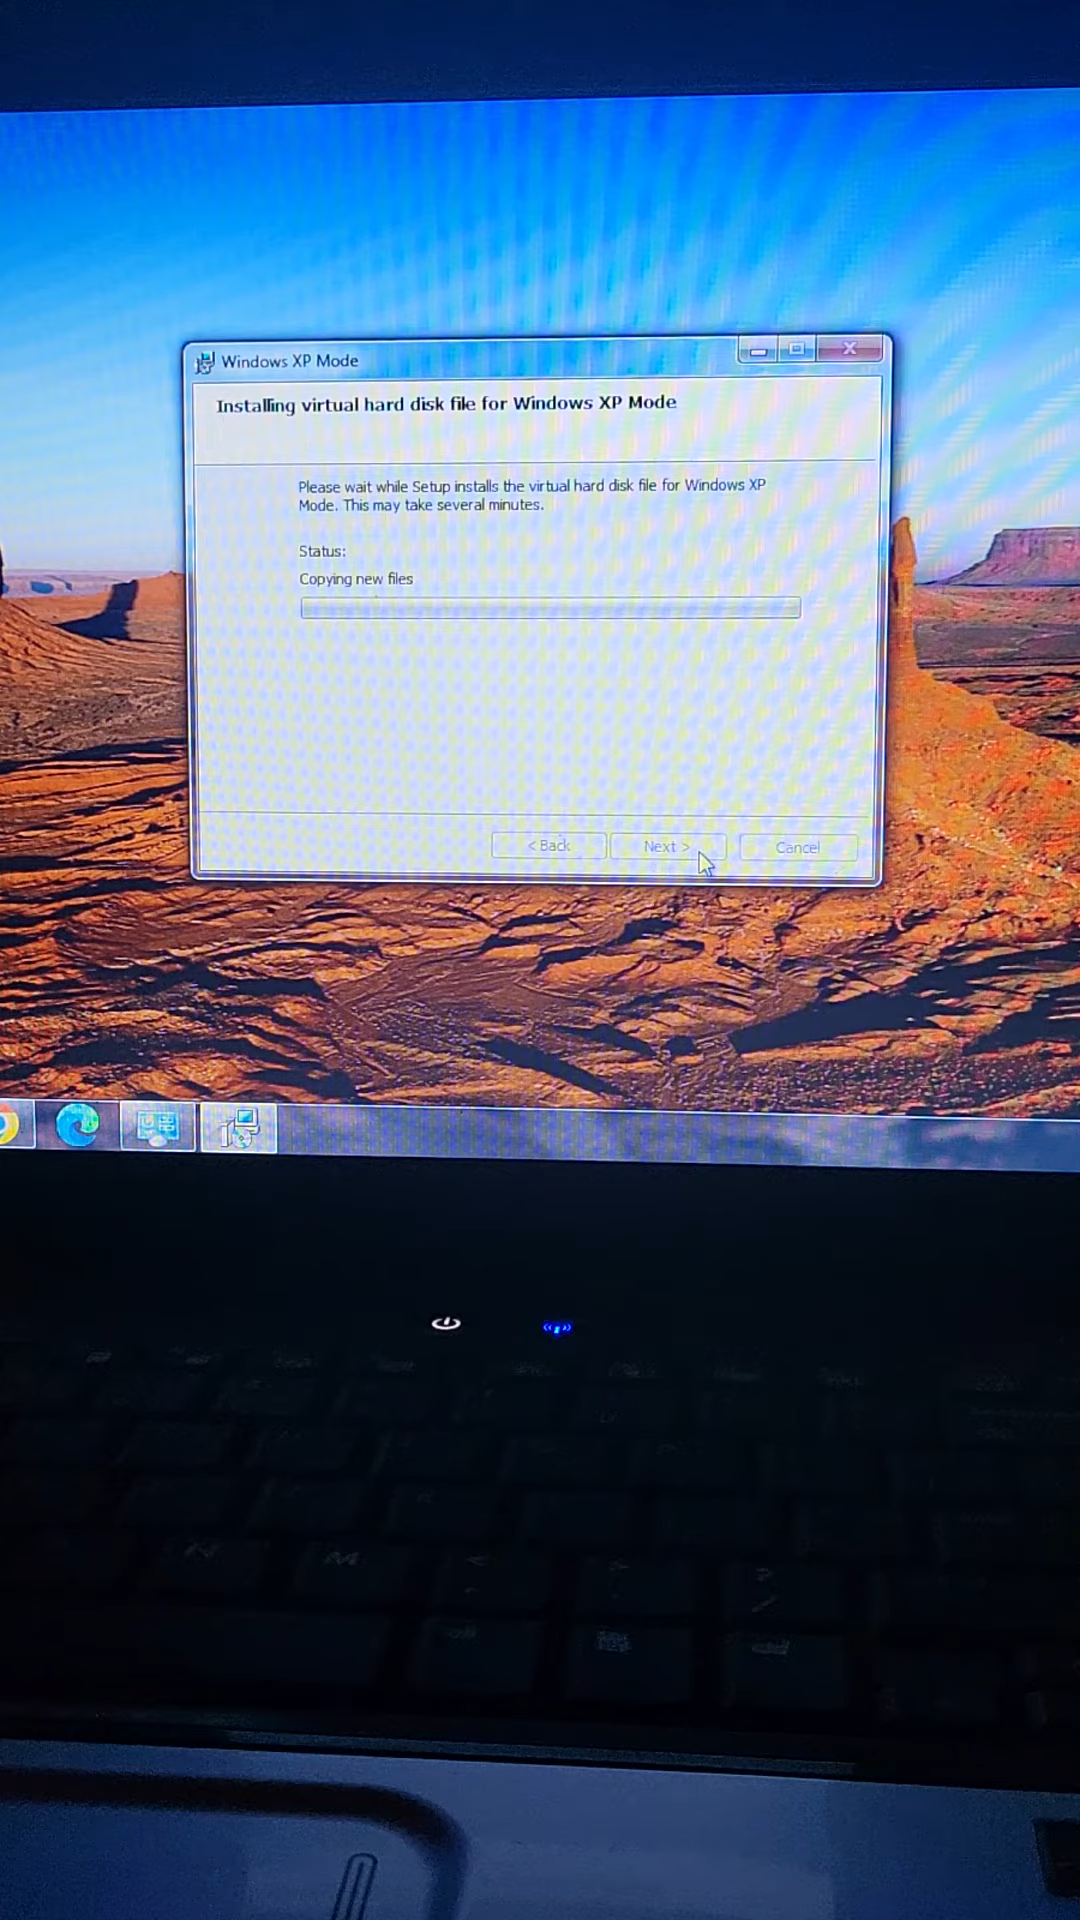 Windows XP Mode
Installing virtual hard disk file for Windows XP Mode
Please wait while Setup installs the virtual hard disk file for Windows XP
Mode. This may take several minutes.
Status:
Copying new files
< Back
Next >
Cancel
N
M